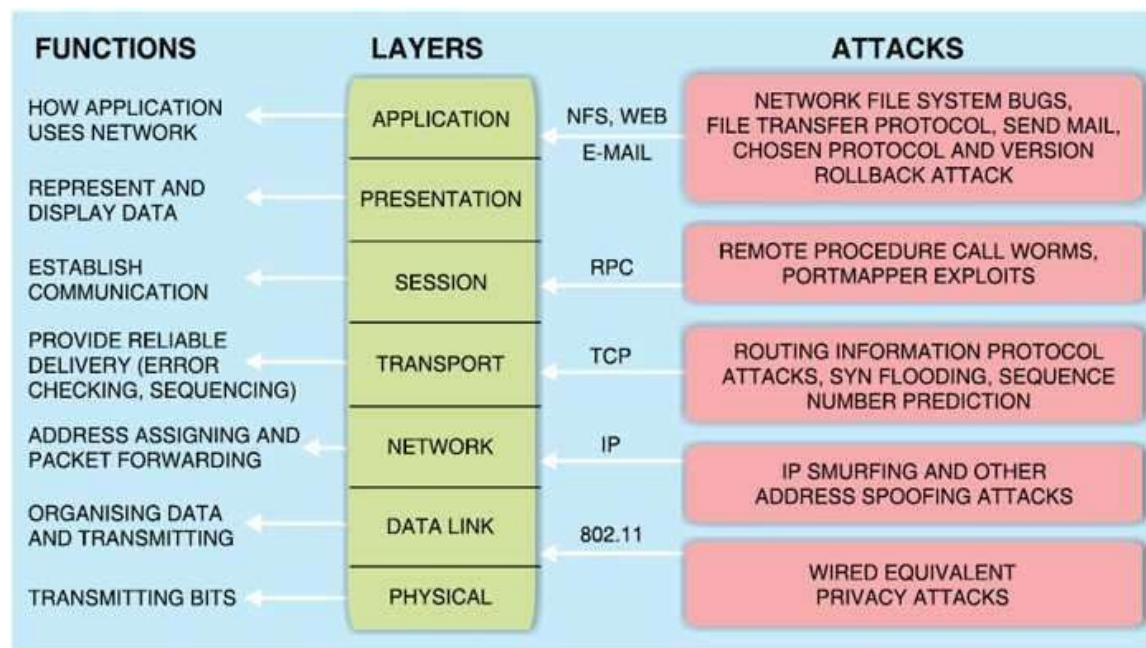 FUNCTIONS
LAYERS
ATTACKS
HOW APPLICATION
USES NETWORK
APPLICATION
NFS, WEB
E-MAIL
NETWORK FILE SYSTEM BUGS,
FILE TRANSFER PROTOCOL, SEND MAIL,
CHOSEN PROTOCOL AND VERSION
ROLLBACK ATTACK
REPRESENT AND
DISPLAY DATA
PRESENTATION
ESTABLISH
COMMUNICATION
SESSION
RPC
REMOTE PROCEDURE CALL WORMS,
PORTMAPPER EXPLOITS
PROVIDE RELIABLE
DELIVERY (ERROR
CHECKING, SEQUENCING)
TRANSPORT
TCP
ROUTING INFORMATION PROTOCOL
ATTACKS, SYN FLOODING, SEQUENCE
NUMBER PREDICTION
ADDRESS ASSIGNING AND
PACKET FORWARDING
NETWORK
IP
IP SMURFING AND OTHER
ADDRESS SPOOFING ATTACKS
ORGANISING DATA
AND TRANSMITTING
DATA LINK
802.11
WIRED EQUIVALENT
PRIVACY ATTACKS
TRANSMITTING BITS
PHYSICAL